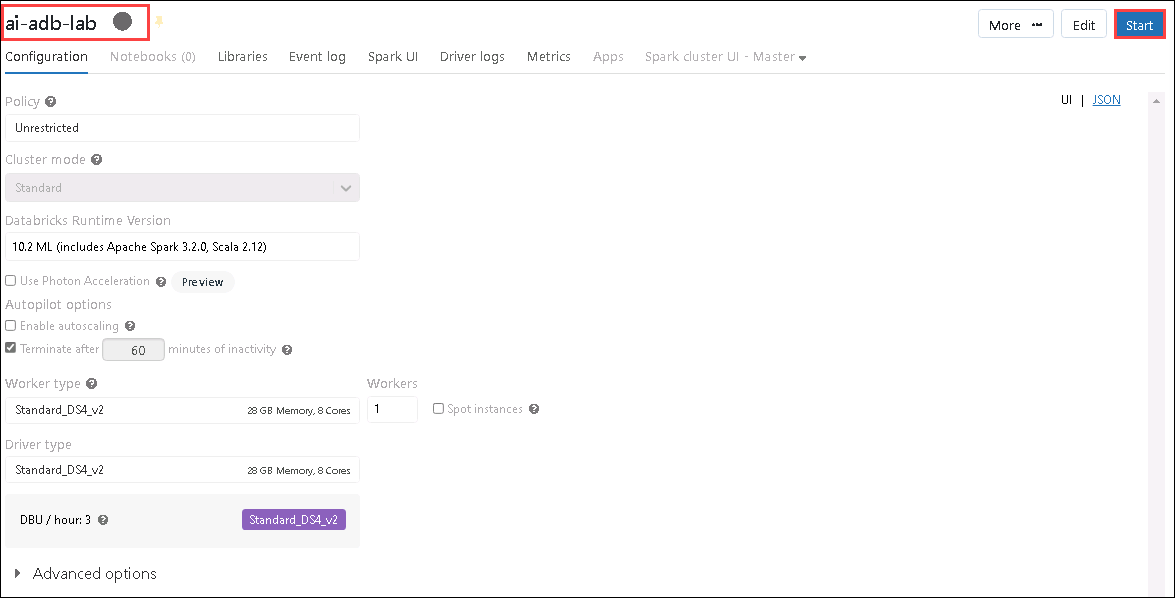 ai-adb-lab
More ••• Edit Start
Configuration Notebooks (0) Libraries Event log Spark UI Driver logs Metrics Apps Spark cluster UI - Master
UI | JSON
Policy ?
Unrestricted
Cluster mode ?
Standard
Databricks Runtime Version
10.2 ML (includes Apache Spark 3.2.0, Scala 2.12)
Use Photon Acceleration ? Preview
Autopilot options
Enable autoscaling ?
Terminate after 60 minutes of inactivity ?
Worker type ? Workers
Standard_DS4_v2 28 GB Memory, 8 Cores 1 Spot instances ?
Driver type
Standard_DS4_v2 28 GB Memory, 8 Cores
DBU / hour: 3 ? Standard_DS4_v2
Advanced options